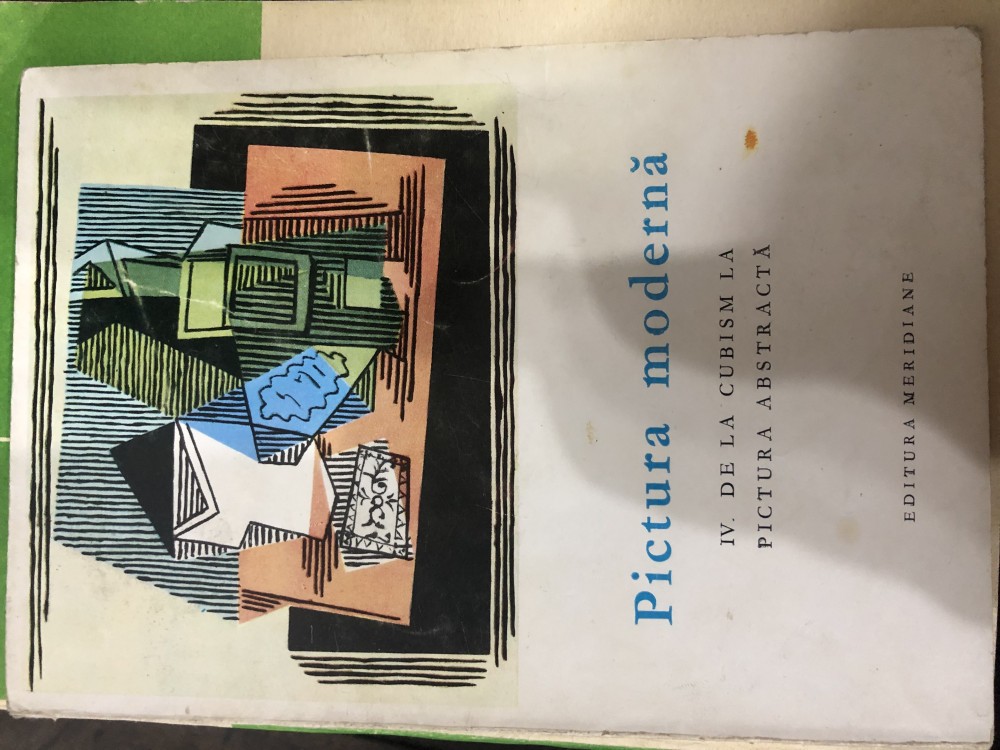 Pictura modernă
IV. DE LA CUBISM LA
PICTURA ABSTRACTĂ
EDITURA MERIDIANE